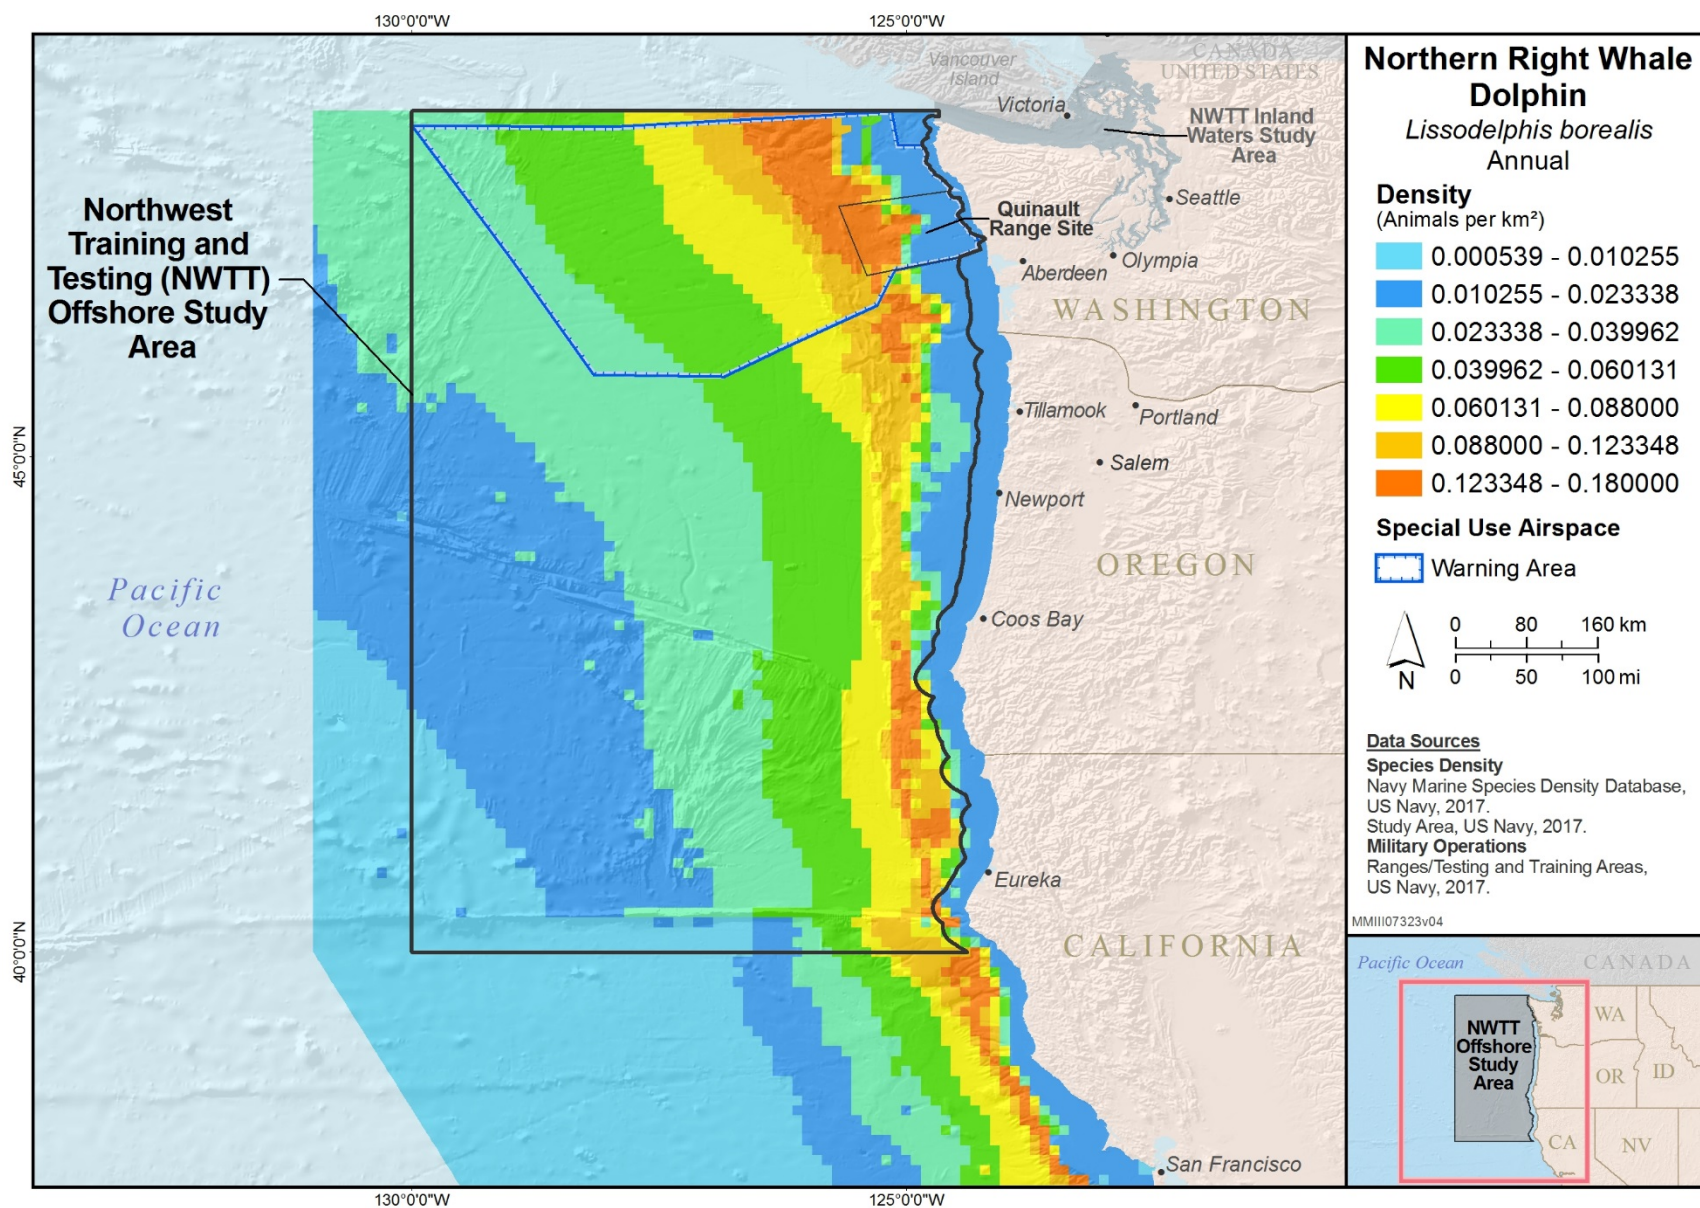 130°0'0"W
125°0'0"W
45°0'0"N
40°0'0"N
130°0'0"W
125°0'0"W
CANADA
UNITED STATES
Vancouver
Island
Victoria
NWTT Inland
Waters Study
Area
Seattle
Northwest
Training and
Testing (NWTT)
Offshore Study
Area
Quinault
Range Site
Aberdeen
Olympia
WASHINGTON
Tillamook
Portland
Salem
Newport
OREGON
Pacific
Ocean
Coos Bay
Eureka
CALIFORNIA
San Francisco
Northern Right Whale
Dolphin
Lissodelphis borealis
Annual
Density
(Animals per km²)
0.000539 - 0.010255
0.010255 - 0.023338
0.023338 - 0.039962
0.039962 - 0.060131
0.060131 - 0.088000
0.088000 - 0.123348
0.123348 - 0.180000
Special Use Airspace
Warning Area
N
0 80 160 km
0 50 100 mi
Data Sources
Species Density
Navy Marine Species Density Database,
US Navy, 2017.
Study Area, US Navy, 2017.
Military Operations
Ranges/Testing and Training Areas,
US Navy, 2017.
MMIII07323v04
Pacific Ocean
CANADA
NWTT
Offshore
Study
Area
WA
OR
ID
CA
NV